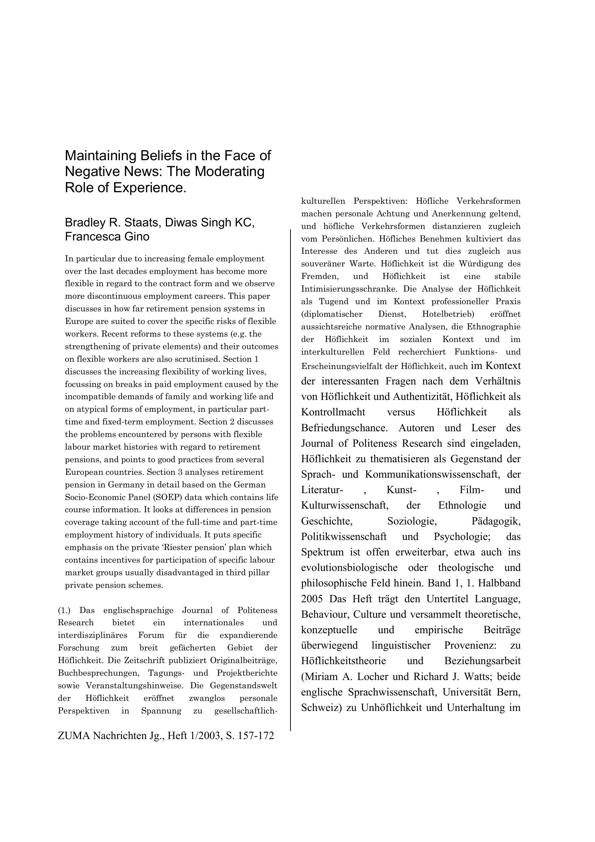 Maintaining Beliefs in the Face of
Negative News: The Moderating
Role of Experience.
Bradley R. Staats, Diwas Singh KC,
Francesca Gino
In particular due to increasing female employment
over the last decades employment has become more
flexible in regard to the contract form and we observe
more discontinuous employment careers. This paper
discusses in how far retirement pension systems in
Europe are suited to cover the specific risks of flexible
workers. Recent reforms to these systems (e.g. the
strengthening of private elements) and their outcomes
on flexible workers are also scrutinised. Section 1
discusses the increasing flexibility of working lives,
focussing on breaks in paid employment caused by the
incompatible demands of family and working life and
on atypical forms of employment, in particular part-
time and fixed-term employment. Section 2 discusses
the problems encountered by persons with flexible
labour market histories with regard to retirement
pensions, and points to good practices from several
European countries. Section 3 analyses retirement
pension in Germany in detail based on the German
Socio-Economic Panel (SOEP) data which contains life
course information. It looks at differences in pension
coverage taking account of the full-time and part-time
employment history of individuals. It puts specific
emphasis on the private ‘Riester pension’ plan which
contains incentives for participation of specific labour
market groups usually disadvantaged in third pillar
private pension schemes.
(1.) Das englischsprachige Journal of Politeness
Research bietet ein internationales und
interdisziplinäres Forum für die expandierende
Forschung zum breit gefächerten Gebiet der
Höflichkeit. Die Zeitschrift publiziert Originalbeiträge,
Buchbesprechungen, Tagungs- und Projektberichte
sowie Veranstaltungshinweise. Die Gegenstandswelt
der Höflichkeit eröffnet zwanglos personale
Perspektiven in Spannung zu gesellschaftlich-
ZUMA Nachrichten Jg., Heft 1/2003, S. 157-172
kulturellen Perspektiven: Höfliche Verkehrsformen
machen personale Achtung und Anerkennung geltend,
und höfliche Verkehrsformen distanzieren zugleich
vom Persönlichen. Höfliches Benehmen kultiviert das
Interesse des Anderen und tut dies zugleich aus
souveräner Warte. Höflichkeit ist die Würdigung des
Fremden, und Höflichkeit ist eine stabile
Intimisierungsschranke. Die Analyse der Höflichkeit
als Tugend und im Kontext professioneller Praxis
(diplomatischer Dienst, Hotelbetrieb) eröffnet
aussichtsreiche normative Analysen, die Ethnographie
der Höflichkeit im sozialen Kontext und im
interkulturellen Feld recherchiert Funktions- und
Erscheinungsvielfalt der Höflichkeit, auch im Kontext
der interessanten Fragen nach dem Verhältnis
von Höflichkeit und Authentizität, Höflichkeit als
Kontrollmacht versus Höflichkeit als
Befriedungschance. Autoren und Leser des
Journal of Politeness Research sind eingeladen,
Höflichkeit zu thematisieren als Gegenstand der
Sprach- und Kommunikationswissenschaft, der
Literatur- , Kunst- , Film- und
Kulturwissenschaft, der Ethnologie und
Geschichte, Soziologie, Pädagogik,
Politikwissenschaft und Psychologie; das
Spektrum ist offen erweiterbar, etwa auch ins
evolutionsbiologische oder theologische und
philosophische Feld hinein. Band 1, 1. Halbband
2005 Das Heft trägt den Untertitel Language,
Behaviour, Culture und versammelt theoretische,
konzeptuelle und empirische Beiträge
überwiegend linguistischer Provenienz: zu
Höflichkeitstheorie und Beziehungsarbeit
(Miriam A. Locher und Richard J. Watts; beide
englische Sprachwissenschaft, Universität Bern,
Schweiz) zu Unhöflichkeit und Unterhaltung im